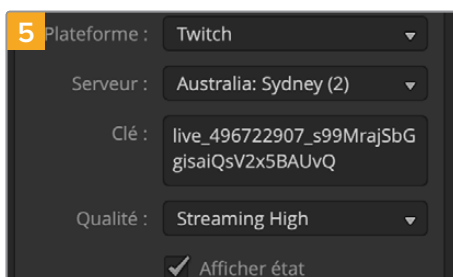 5 Plateforme : Twitch
Serveur : Australia: Sydney (2)
Clé : live_496722907_s99MrajSbG
gisaiQsV2x5BAUvQ
Qualité : Streaming High
Afficher état